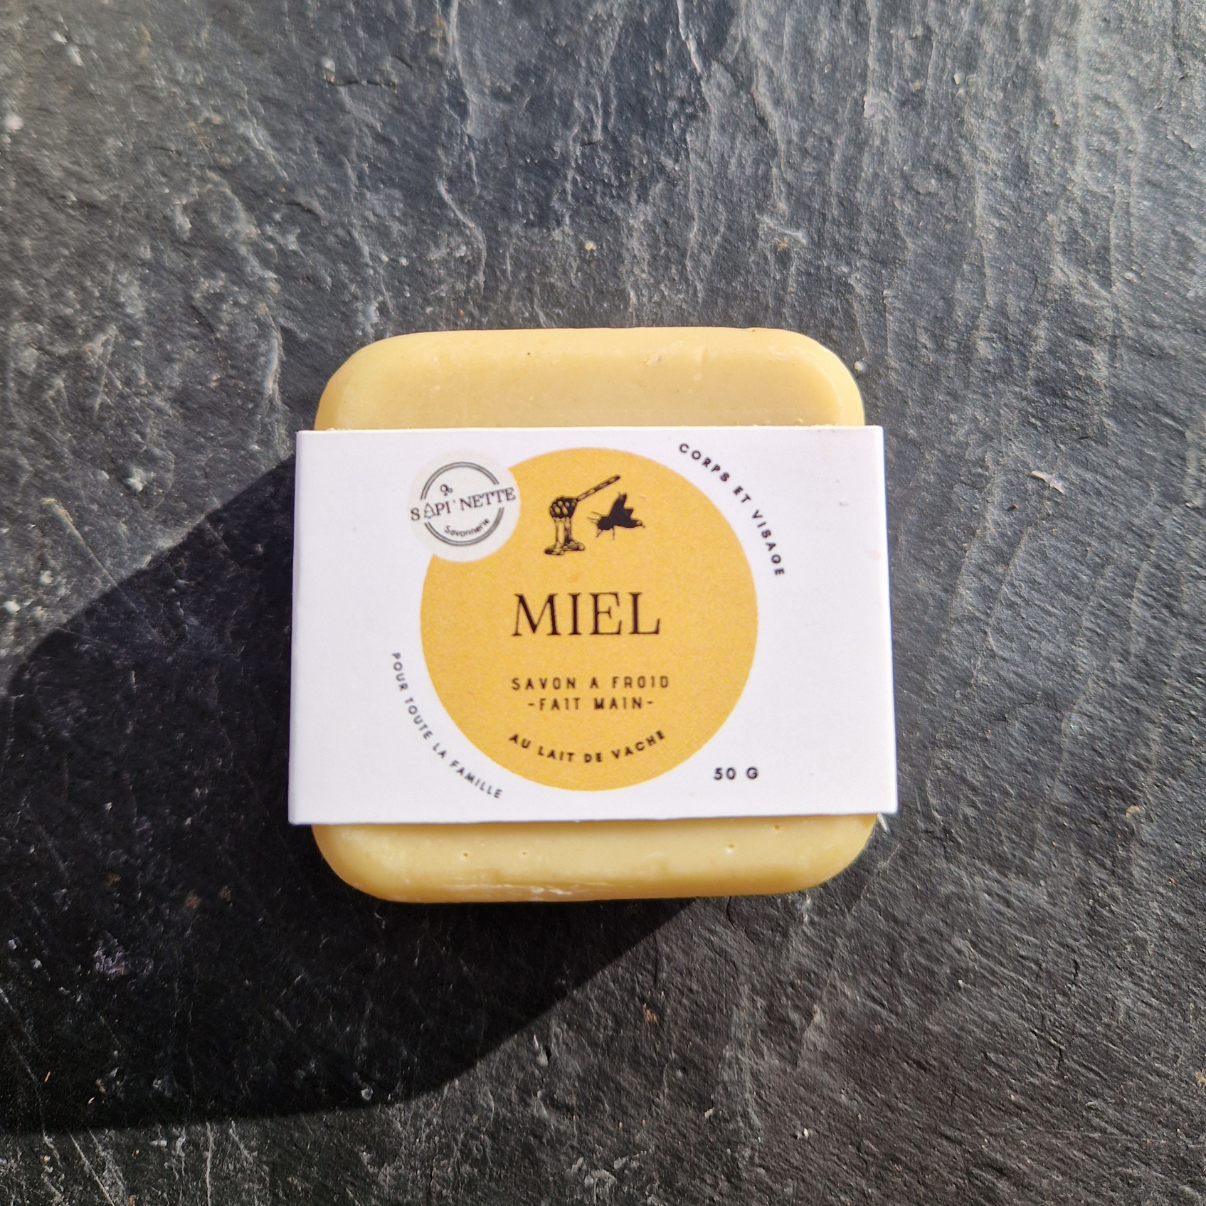 SAPI'NETTE
Savonnerie
CORPS ET VISAGE
MIEL
SAVON A FROID
-FAIT MAIN-
AU LAIT DE VACHE
POUR TOUTE LA FAMILLE
50 G